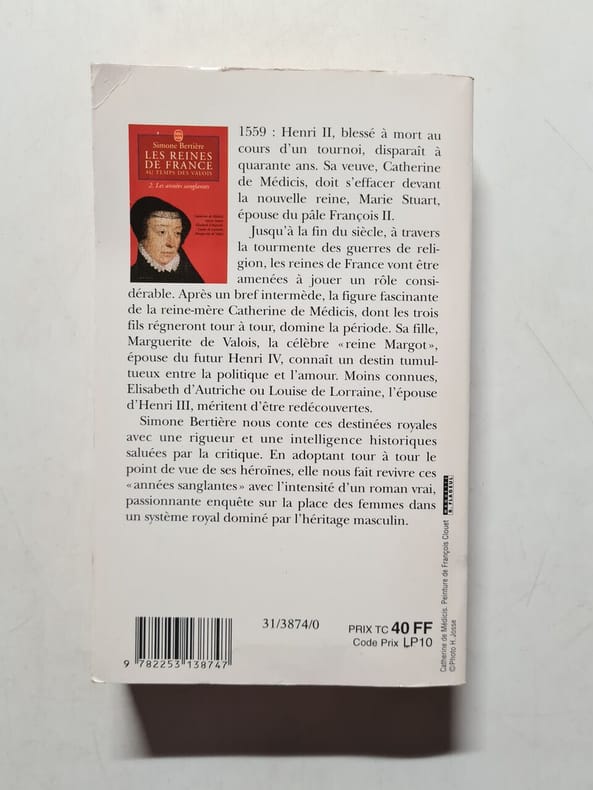 Simone Bertière
LES REINES
DE FRANCE
AU TEMPS DES VALOIS
2. Les années sanglantes
1559 : Henri II, blessé à mort au
cours d'un tournoi, disparaît à
quarante ans. Sa veuve, Catherine
de Médicis, doit s'effacer devant
la nouvelle reine, Marie Stuart,
épouse du pâle François II.
Jusqu'à la fin du siècle, à travers
la tourmente des guerres de reli-
gion, les reines de France vont être
amenées à jouer un rôle consi-
dérable. Après un bref intermède, la figure fascinante
de la reine-mère Catherine de Médicis, dont les trois
fils régneront tour à tour, domine la période. Sa fille,
Marguerite de Valois, la célèbre « reine Margot »,
épouse du futur Henri IV, connaît un destin tumul-
tueux entre la politique et l'amour. Moins connues,
Elisabeth d'Autriche ou Louise de Lorraine, l'épouse
d'Henri III, méritent d'être redécouvertes.
Simone Bertière nous conte ces destinées royales
avec une rigueur et une intelligence historiques
saluées par la critique. En adoptant tour à tour le
point de vue de ses héroïnes, elle nous fait revivre ces
« années sanglantes » avec l'intensité d'un roman vrai,
passionnante enquête sur la place des femmes dans
un système royal dominé par l'héritage masculin.
Catherine de Médicis. Peinture de François Clouet
©Photo H. Josse
31/3874/0
PRIX TC 40 FF
Code Prix LP10
9 782253 138747